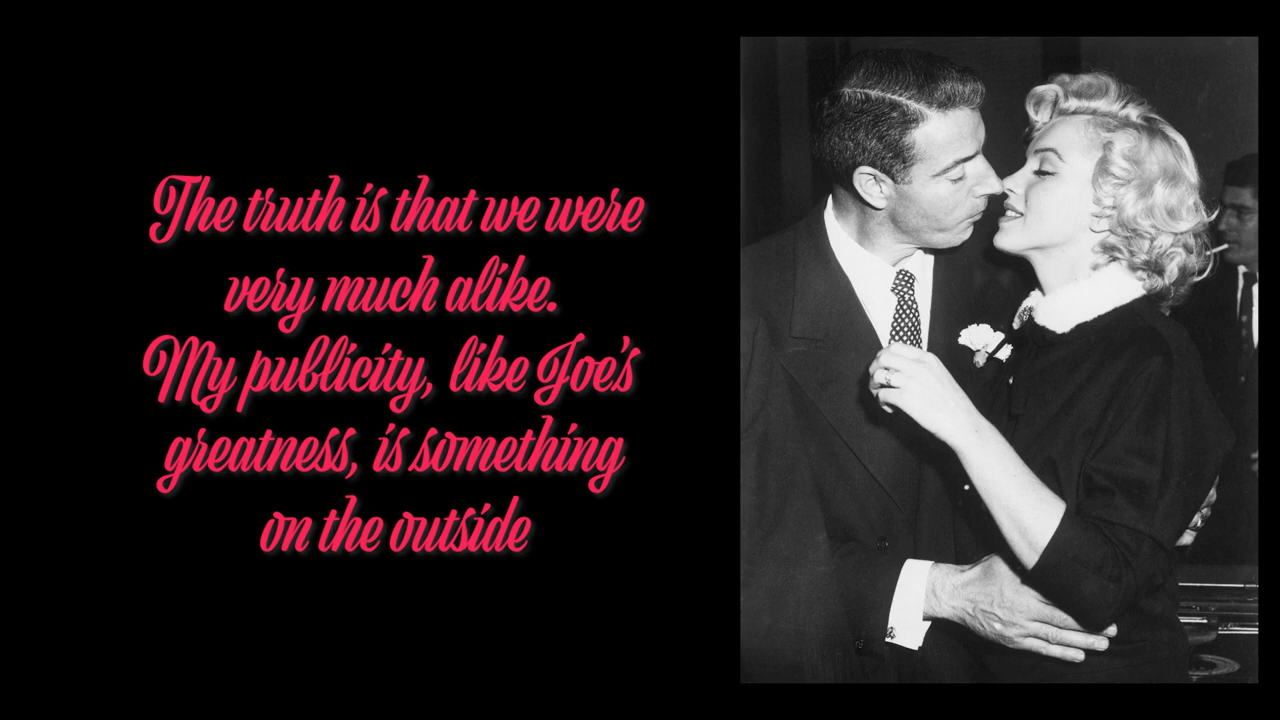 The truth is that we were
very much alike.
My publicity, like Joe's
greatness, is something
on the outside